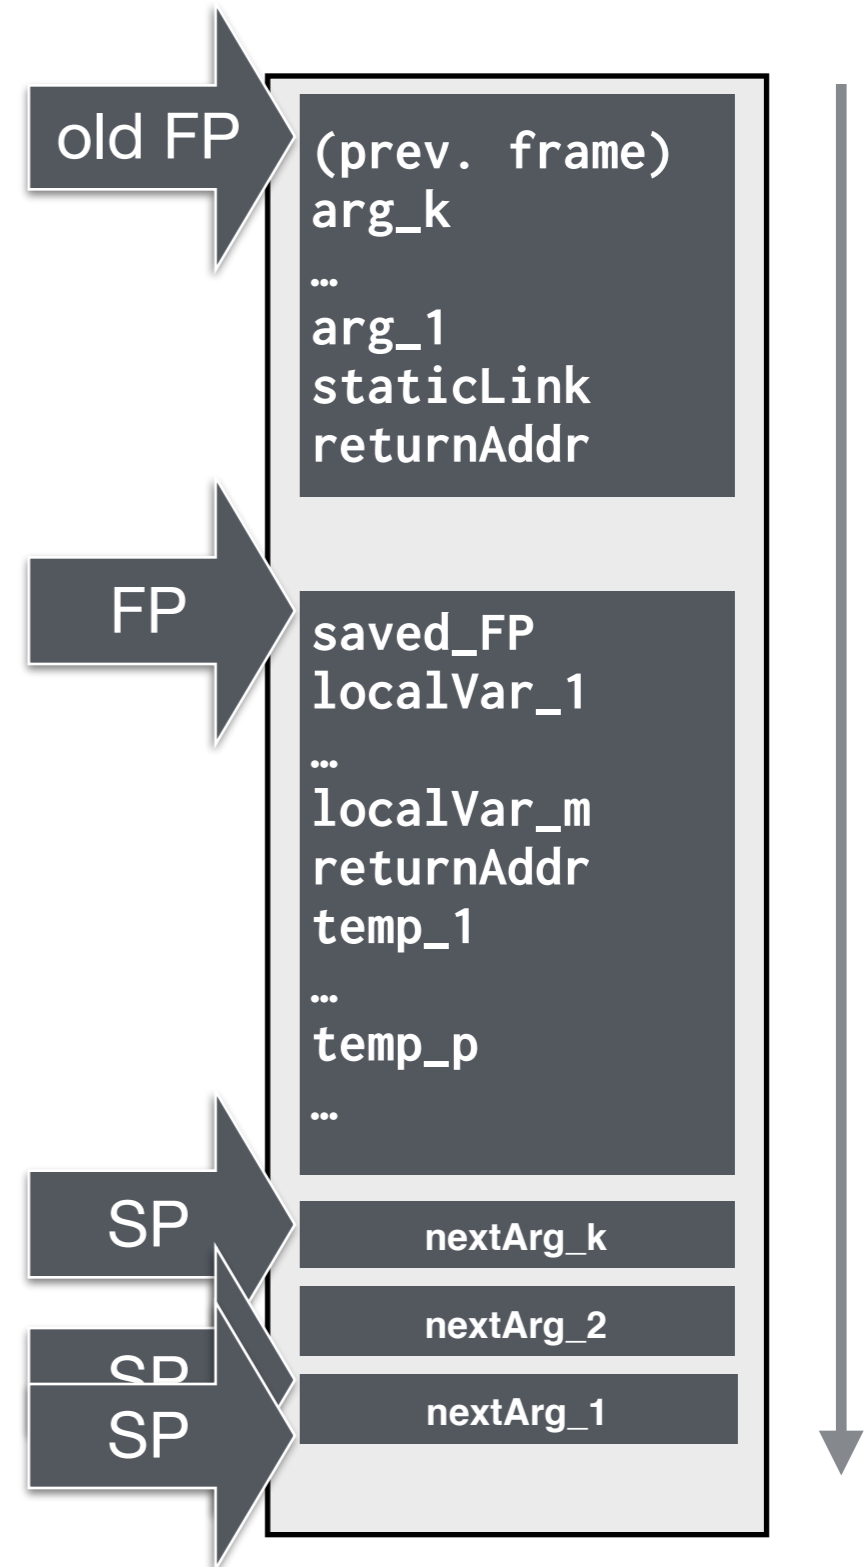 old FP
(prev. frame)
arg_k
…
arg_1
staticLink
returnAddr
FP
saved_FP
localVar_1
…
localVar_m
returnAddr
temp_1
…
temp_p
…
SP
nextArg_k
nextArg_2
SP
nextArg_1
SP